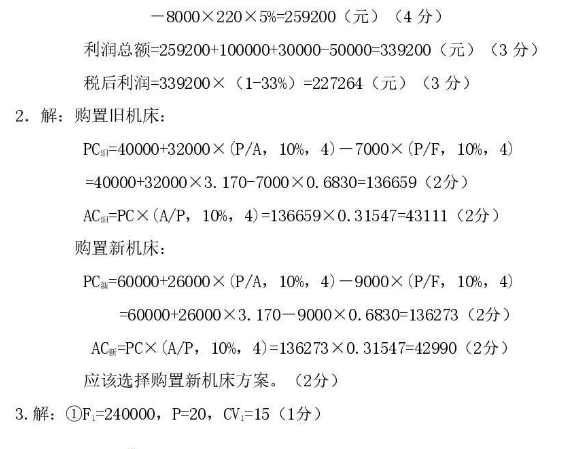 －8000×220×5%=259200（元）（4 分）
利润总额=259200+100000+30000-50000=339200（元）（3 分）
税后利润=339200×（1-33%）=227264（元）（3 分）
2．解：购置旧机床：
PC旧=40000+32000×(P/A，10%，4)－7000×(P/F，10%，4)
=40000+32000×3.170-7000×0.6830=136659（2分）
AC旧=PC×(A/P，10%，4)=136659×0.31547=43111（2分）
购置新机床：
PC新=60000+26000×(P/A，10%，4)－9000×(P/F，10%，4)
=60000+26000×3.170－9000×0.6830=136273（2分）
AC新=PC×(A/P，10%，4)=136273×0.31547=42990（2分）
应该选择购置新机床方案。（2分）
3.解：①F₁=240000，P=20，CV₁=15（1分）